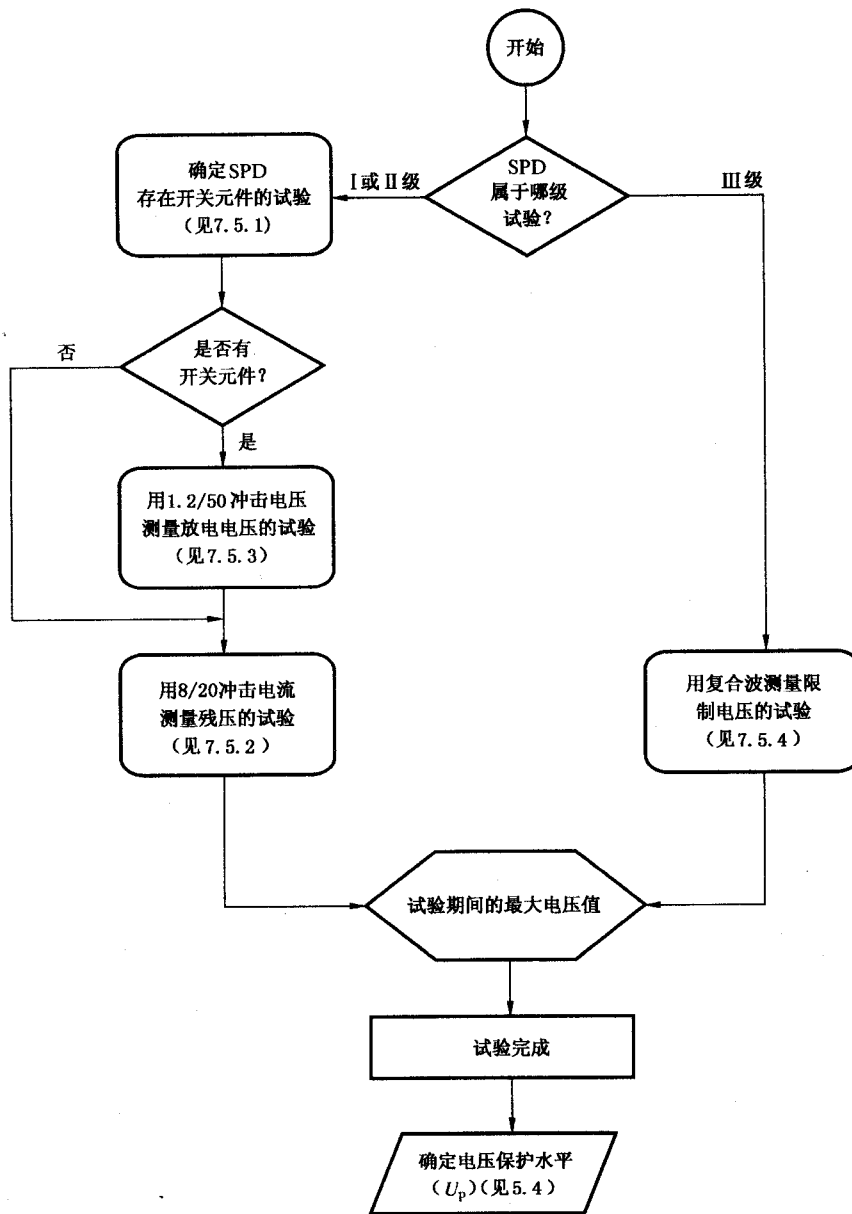 开始
SPD
属于哪级
试验?
I或II级
III级
确定SPD
存在开关元件的试验
(见7.5.1)
是否有
开关元件?
否
是
用1.2/50冲击电压
测量放电电压的试验
(见7.5.3)
用8/20冲击电流
测量残压的试验
(见7.5.2)
用复合波测量限
制电压的试验
(见7.5.4)
试验期间的最大电压值
试验完成
确定电压保护水平
(Up)(见5.4)